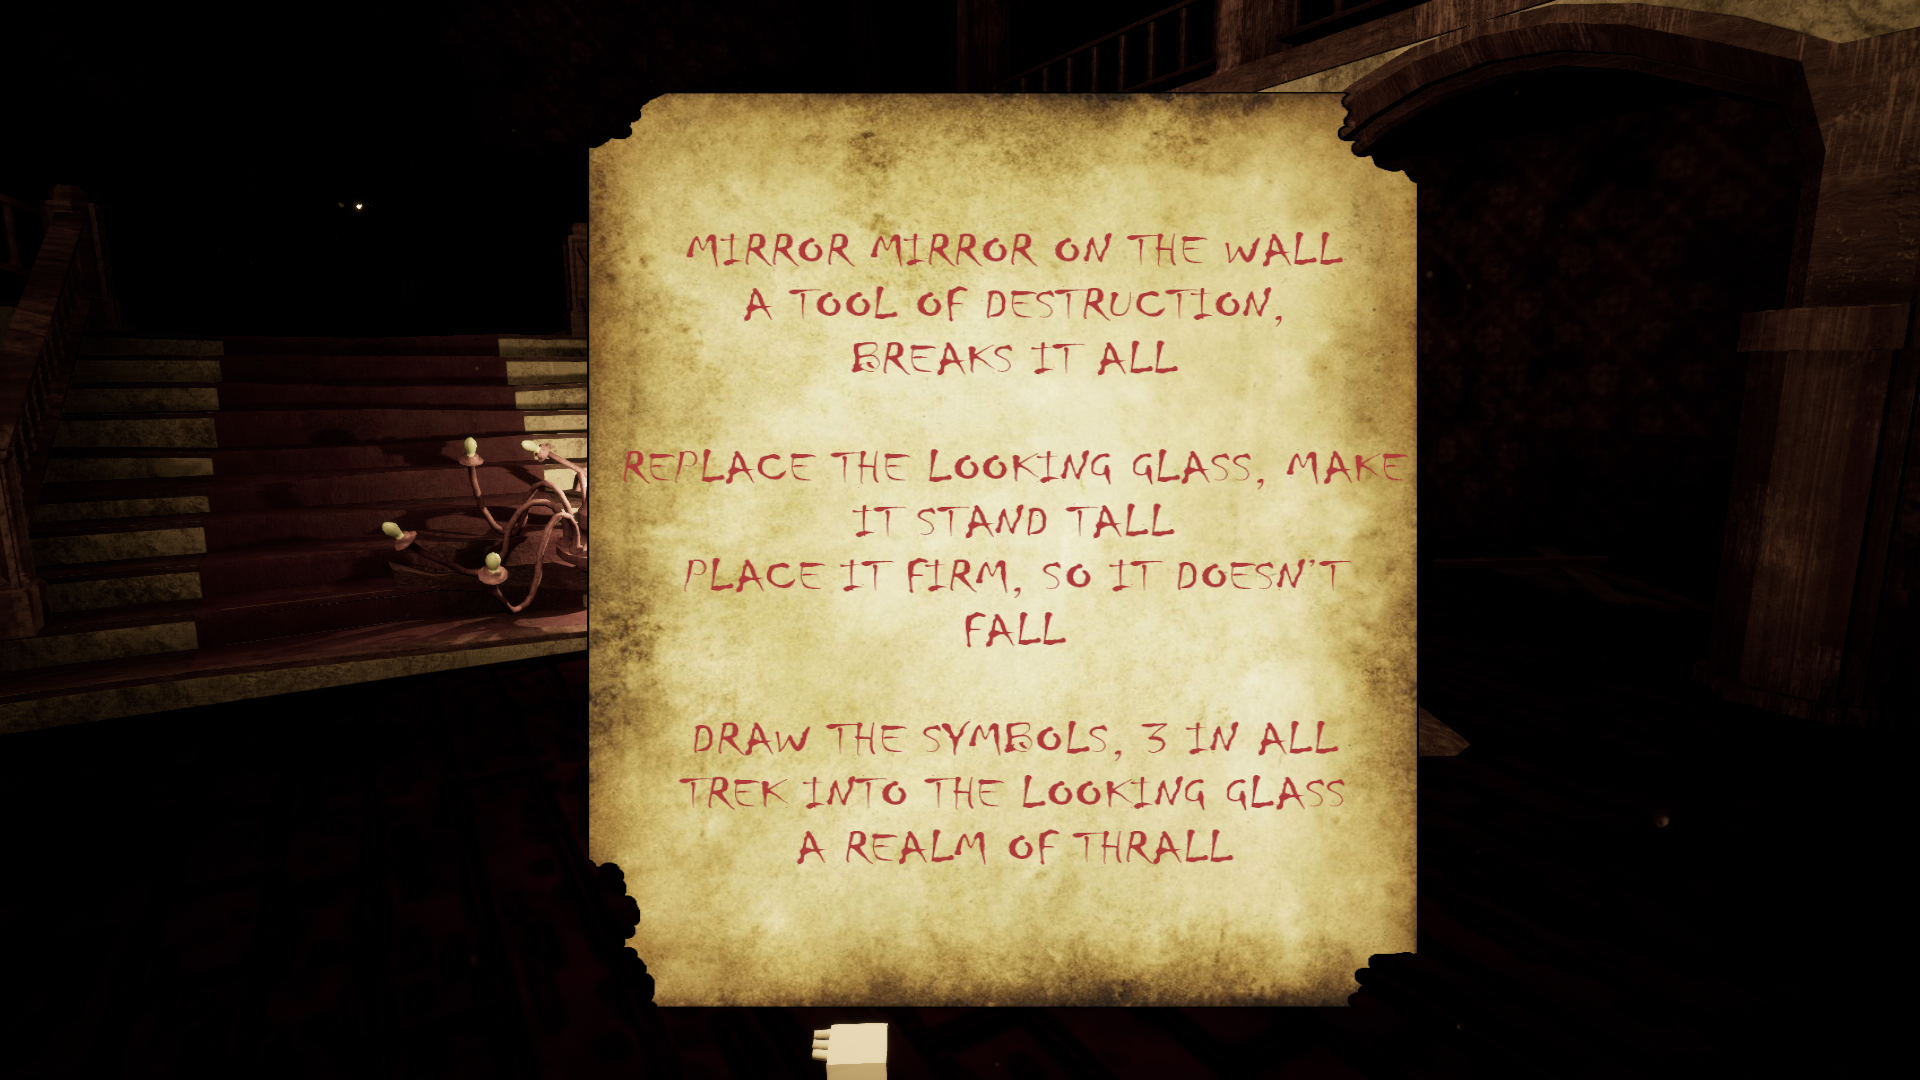 MIRROR MIRROR ON THE WALL
A TOOL OF DESTRUCTION,
BREAKS IT ALL
REPLACE THE LOOKING GLASS, MAKE
IT STAND TALL
PLACE IT FIRM, SO IT DOESN'T
FALL
DRAW THE SYMBOLS, 3 IN ALL
TREK INTO THE LOOKING GLASS
A REALM OF THRALL